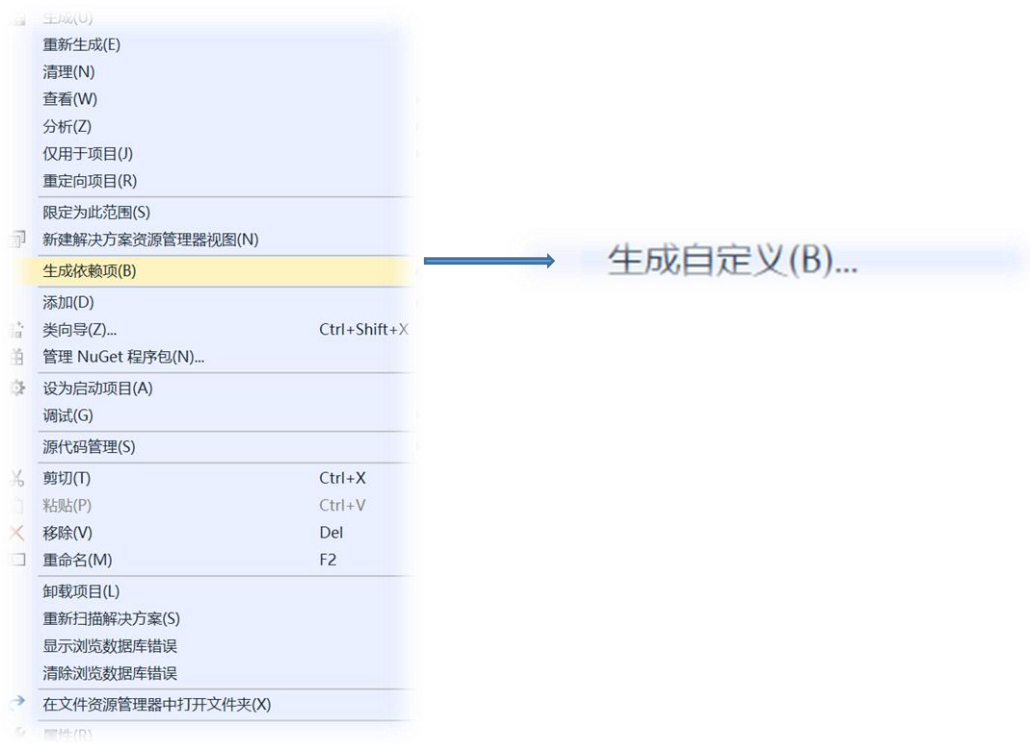 生成(U)
重新生成(E)
清理(N)
查看(W)
分析(Z)
仅用于项目(J)
重定向项目(R)
限定为此范围(S)
新建解决方案资源管理器视图(N)
生成依赖项(B)
生成自定义(B)...
添加(D)
类向导(Z)... Ctrl+Shift+X
管理 NuGet 程序包(N)...
设为启动项目(A)
调试(G)
源代码管理(S)
剪切(T) Ctrl+X
粘贴(P) Ctrl+V
移除(V) Del
重命名(M) F2
卸载项目(L)
重新扫描解决方案(S)
显示浏览数据库错误
清除浏览数据库错误
在文件资源管理器中打开文件夹(X)
属性(R)